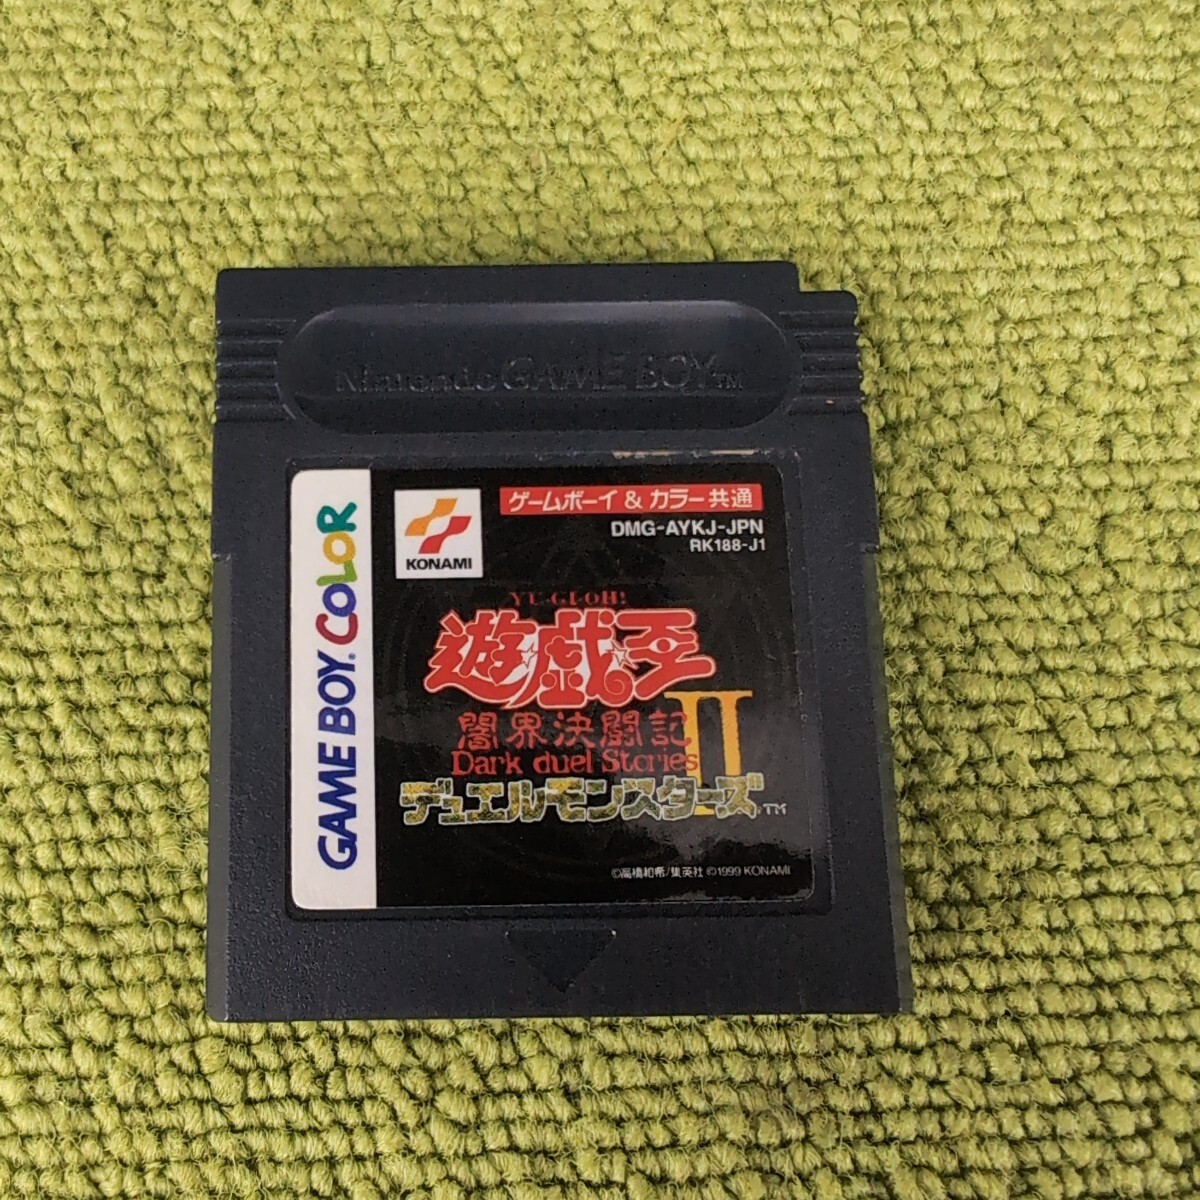 Nintendo GAME BOY TM
GAME BOY COLOR
KONAMI
ゲームボーイ & カラー共通
DMG-AYKJ-JPN
RK188-J1
YU-GI-OH!
遊☆戯☆王
闇界決闘記
Dark duel Stories
II
デュエルモンスターズ TM
©高橋和希/集英社 ©1999 KONAMI